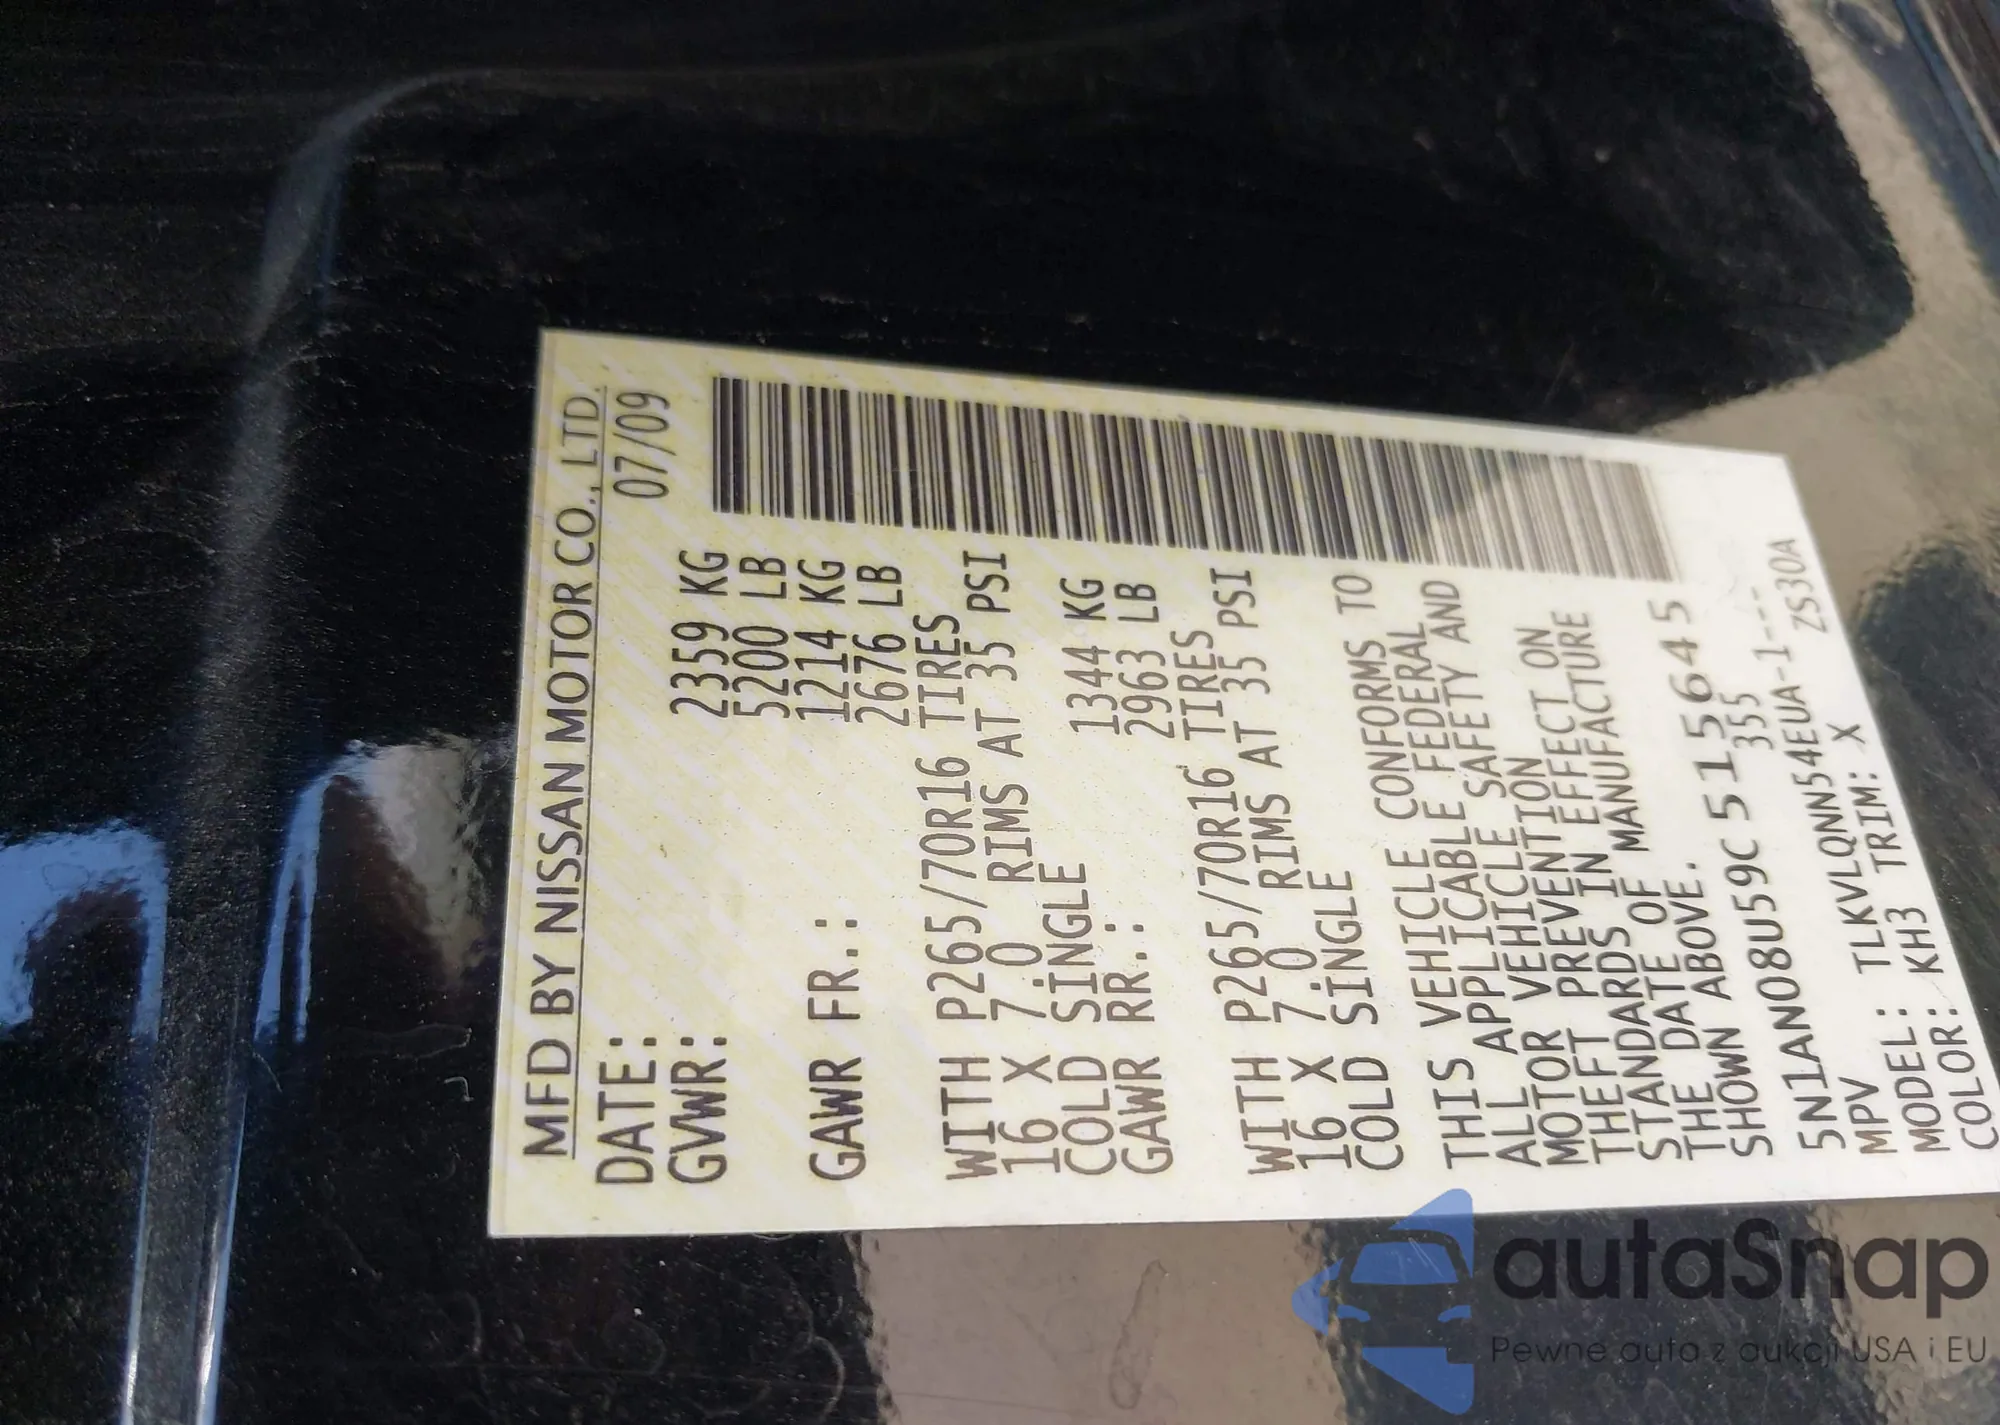 MFD BY NISSAN MOTOR CO., LTD.
DATE: 07/09
GVWR: 2359 KG
5200 LB
GAWR FR.: 1214 KG
2676 LB
WITH P265/70R16 TIRES
16 X 7.0 RIMS AT 35 PSI
COLD SINGLE
GAWR RR.: 1344 KG
2963 LB
WITH P265/70R16 TIRES
16 X 7.0 RIMS AT 35 PSI
COLD SINGLE
THIS VEHICLE CONFORMS TO
ALL APPLICABLE FEDERAL
MOTOR VEHICLE SAFETY AND
THEFT PREVENTION
STANDARDS IN EFFECT ON
THE DATE OF MANUFACTURE
SHOWN ABOVE.
5N1AN08U59C515645
MPV 355
MODEL: TLKVLQNN54EUA-1---
COLOR: KH3 TRIM: X ZS30A
autaSnap
Pewne auta z aukcji USA i EU